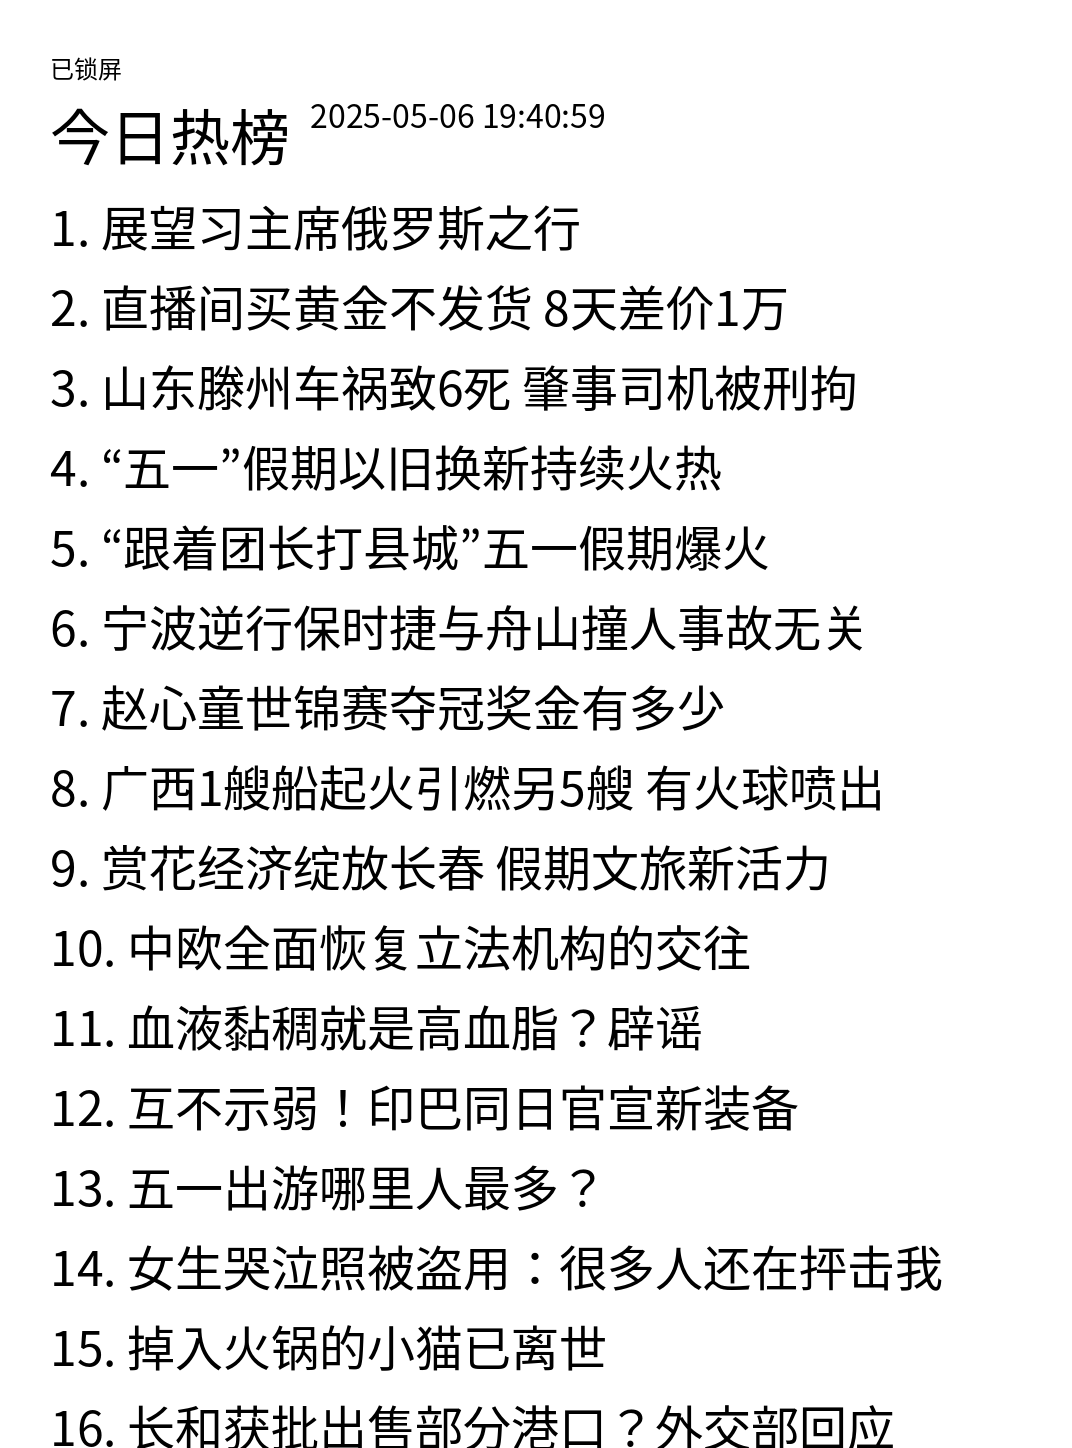 已锁屏
今日热榜 2025-05-06 19:40:59
1. 展望习主席俄罗斯之行
2. 直播间买黄金不发货 8天差价1万
3. 山东滕州车祸致6死 肇事司机被刑拘
4. “五一”假期以旧换新持续火热
5. “跟着团长打县城”五一假期爆火
6. 宁波逆行保时捷与舟山撞人事故无关
7. 赵心童世锦赛夺冠奖金有多少
8. 广西1艘船起火引燃另5艘 有火球喷出
9. 赏花经济绽放长春 假期文旅新活力
10. 中欧全面恢复立法机构的交往
11. 血液黏稠就是高血脂？辟谣
12. 互不示弱！印巴同日官宣新装备
13. 五一出游哪里人最多？
14. 女生哭泣照被盗用：很多人还在抨击我
15. 掉入火锅的小猫已离世
16. 长和获批出售部分港口？外交部回应